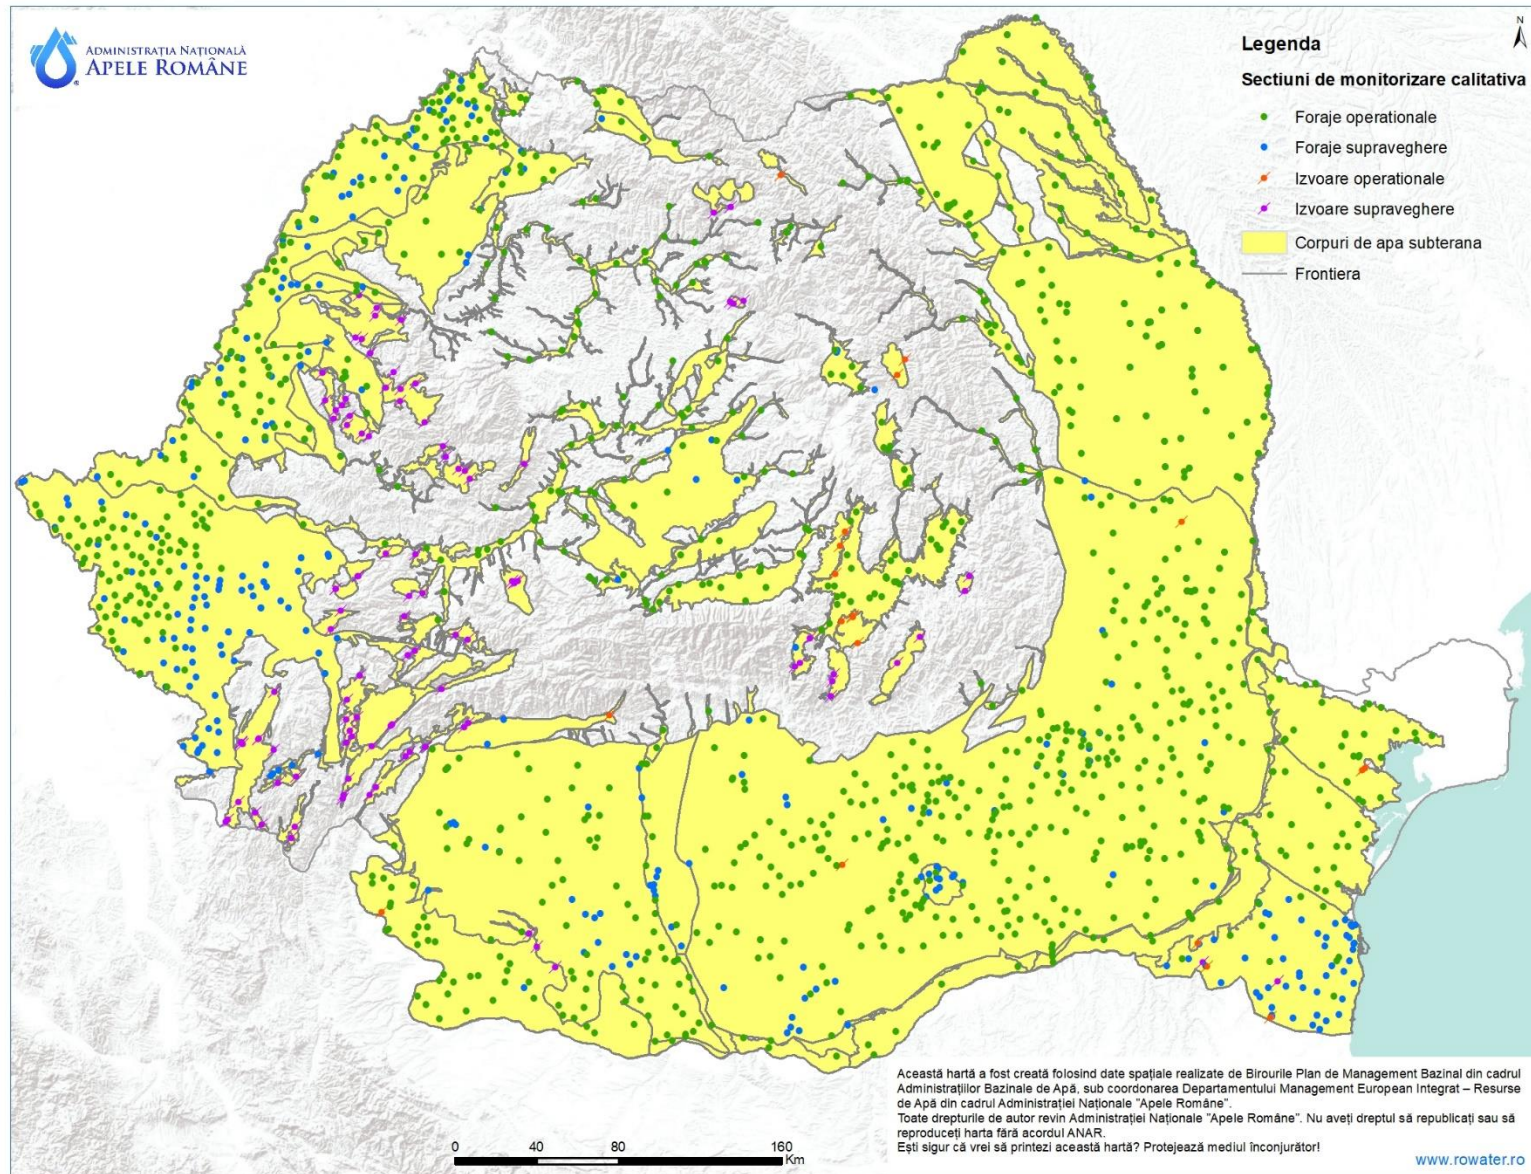 ADMINISTRAȚIA NAȚIONALĂ
APELE ROMÂNE
N
Legenda
Sectiuni de monitorizare calitativa
Foraje operationale
Foraje supraveghere
Izvoare operationale
Izvoare supraveghere
Corpuri de apa subterana
Frontiera
Această hartă a fost creată folosind date spațiale realizate de Birourile Plan de Management Bazinal din cadrul
Administrațiilor Bazinale de Apă, sub coordonarea Departamentului Management European Integrat – Resurse
de Apă din cadrul Administrației Naționale "Apele Române".
Toate drepturile de autor revin Administrației Naționale "Apele Române". Nu aveți dreptul să republicați sau să
reproduceți harta fără acordul ANAR.
Ești sigur că vrei să printezi această hartă? Protejează mediul înconjurător!
0 40 80 160
Km
www.rowater.ro